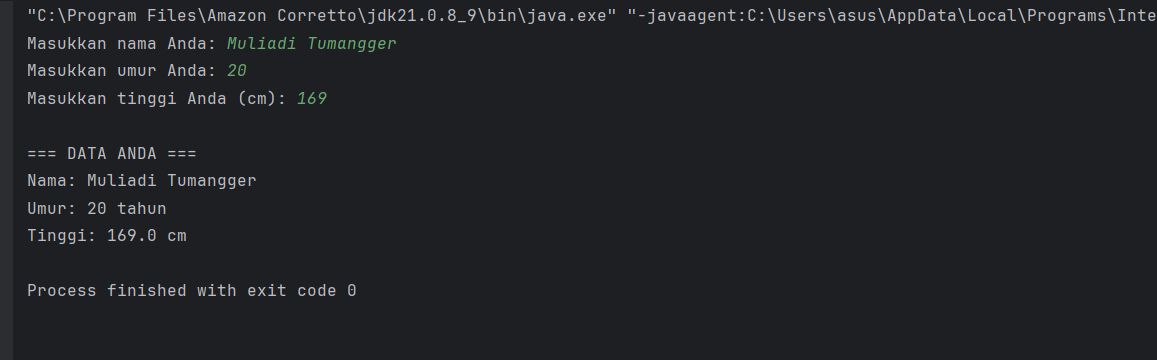 "C:\Program Files\Amazon Corretto\jdk21.0.8_9\bin\java.exe" "-javaagent:C:\Users\asus\AppData\Local\Programs\Inte
Masukkan nama Anda: Muliadi Tumangger
Masukkan umur Anda: 20
Masukkan tinggi Anda (cm): 169
=== DATA ANDA ===
Nama: Muliadi Tumangger
Umur: 20 tahun
Tinggi: 169.0 cm
Process finished with exit code 0